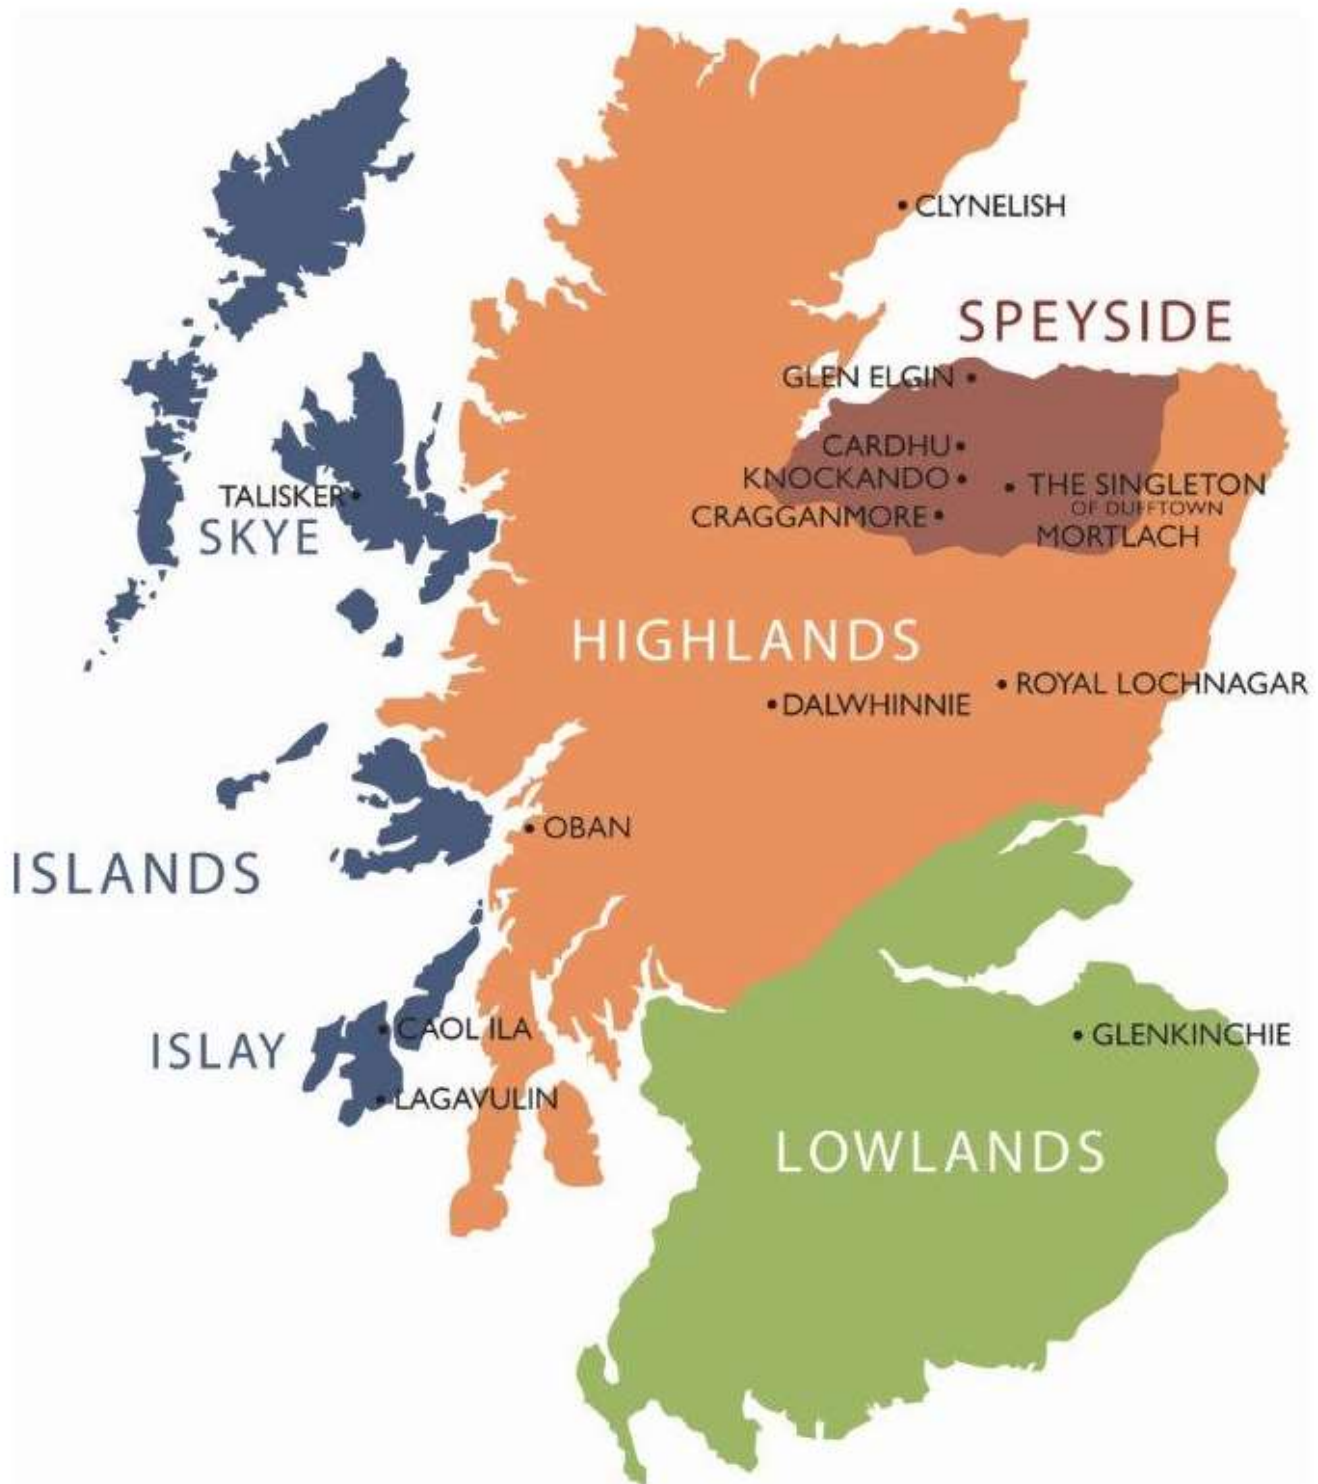 CLYNELISH
SPEYSIDE
GLEN ELGIN
CARDHU
KNOCKANDO
THE SINGLETON
OF DUFFTOWN
CRAGGANMORE
MORTLACH
TALISKER
SKYE
HIGHLANDS
ROYAL LOCHNAGAR
DALWHINNIE
OBAN
ISLANDS
CAOL ILA
ISLAY
GLENKINCHIE
LAGAVULIN
LOWLANDS